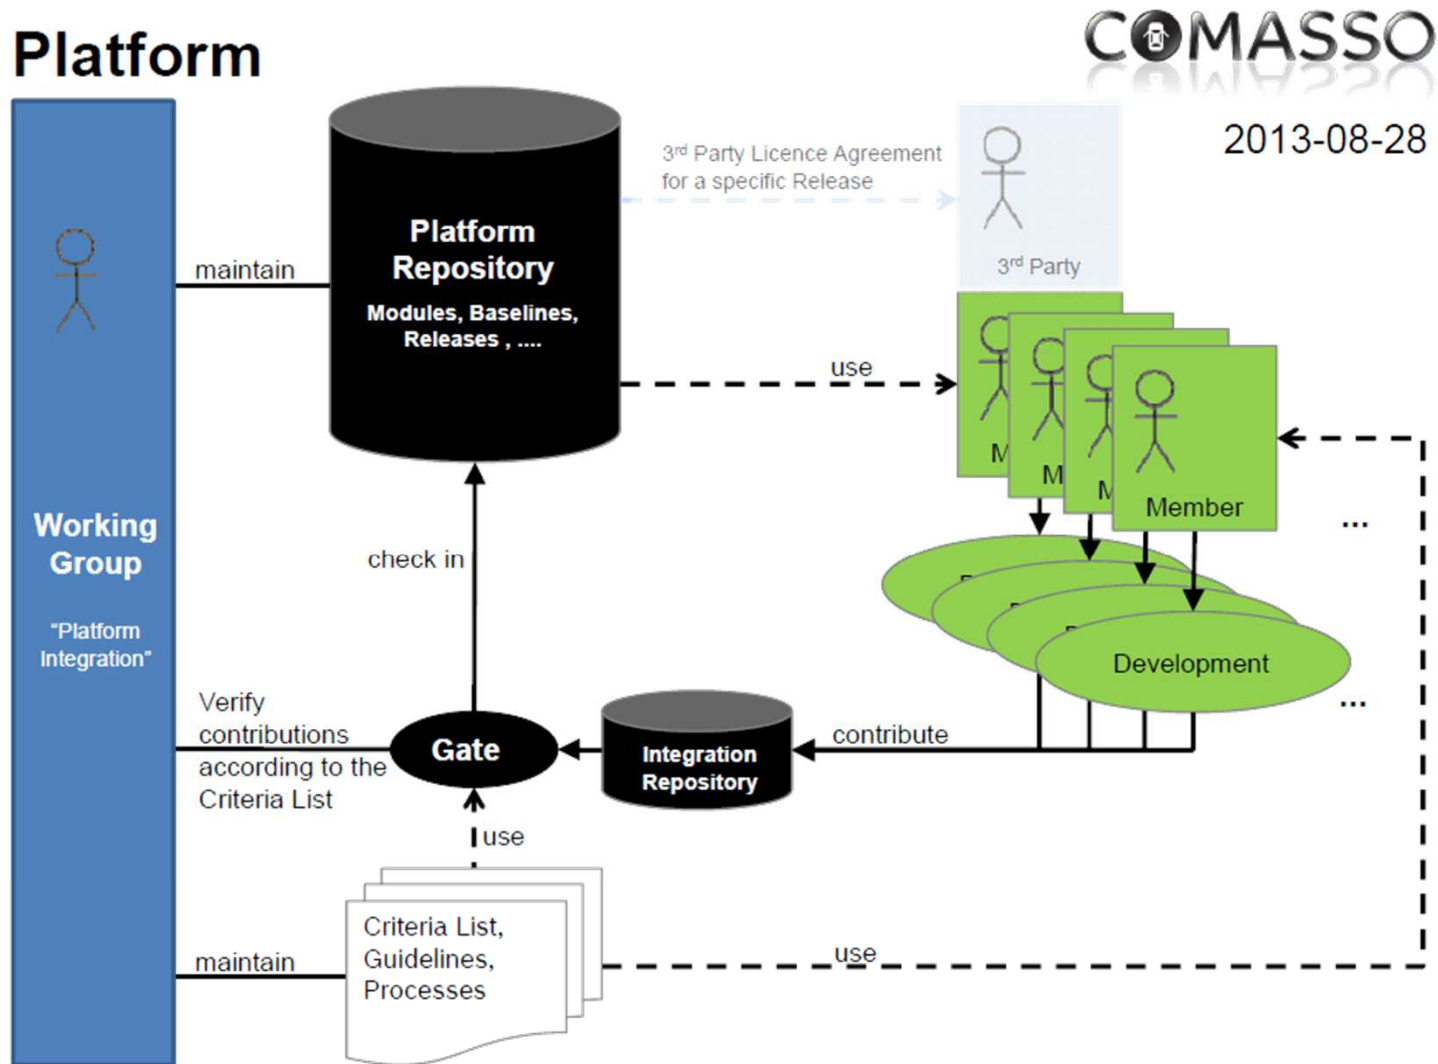 Platform
COMASSO
2013-08-28
3rd Party Licence Agreement
for a specific Release
3rd Party
Platform
Repository
Modules, Baselines,
Releases , ....
maintain
use
M
M
M
Member
...
Working
Group
"Platform
Integration"
check in
Development
...
Verify
contributions
according to the
Criteria List
Gate
Integration
Repository
contribute
use
Criteria List,
Guidelines,
Processes
maintain
use